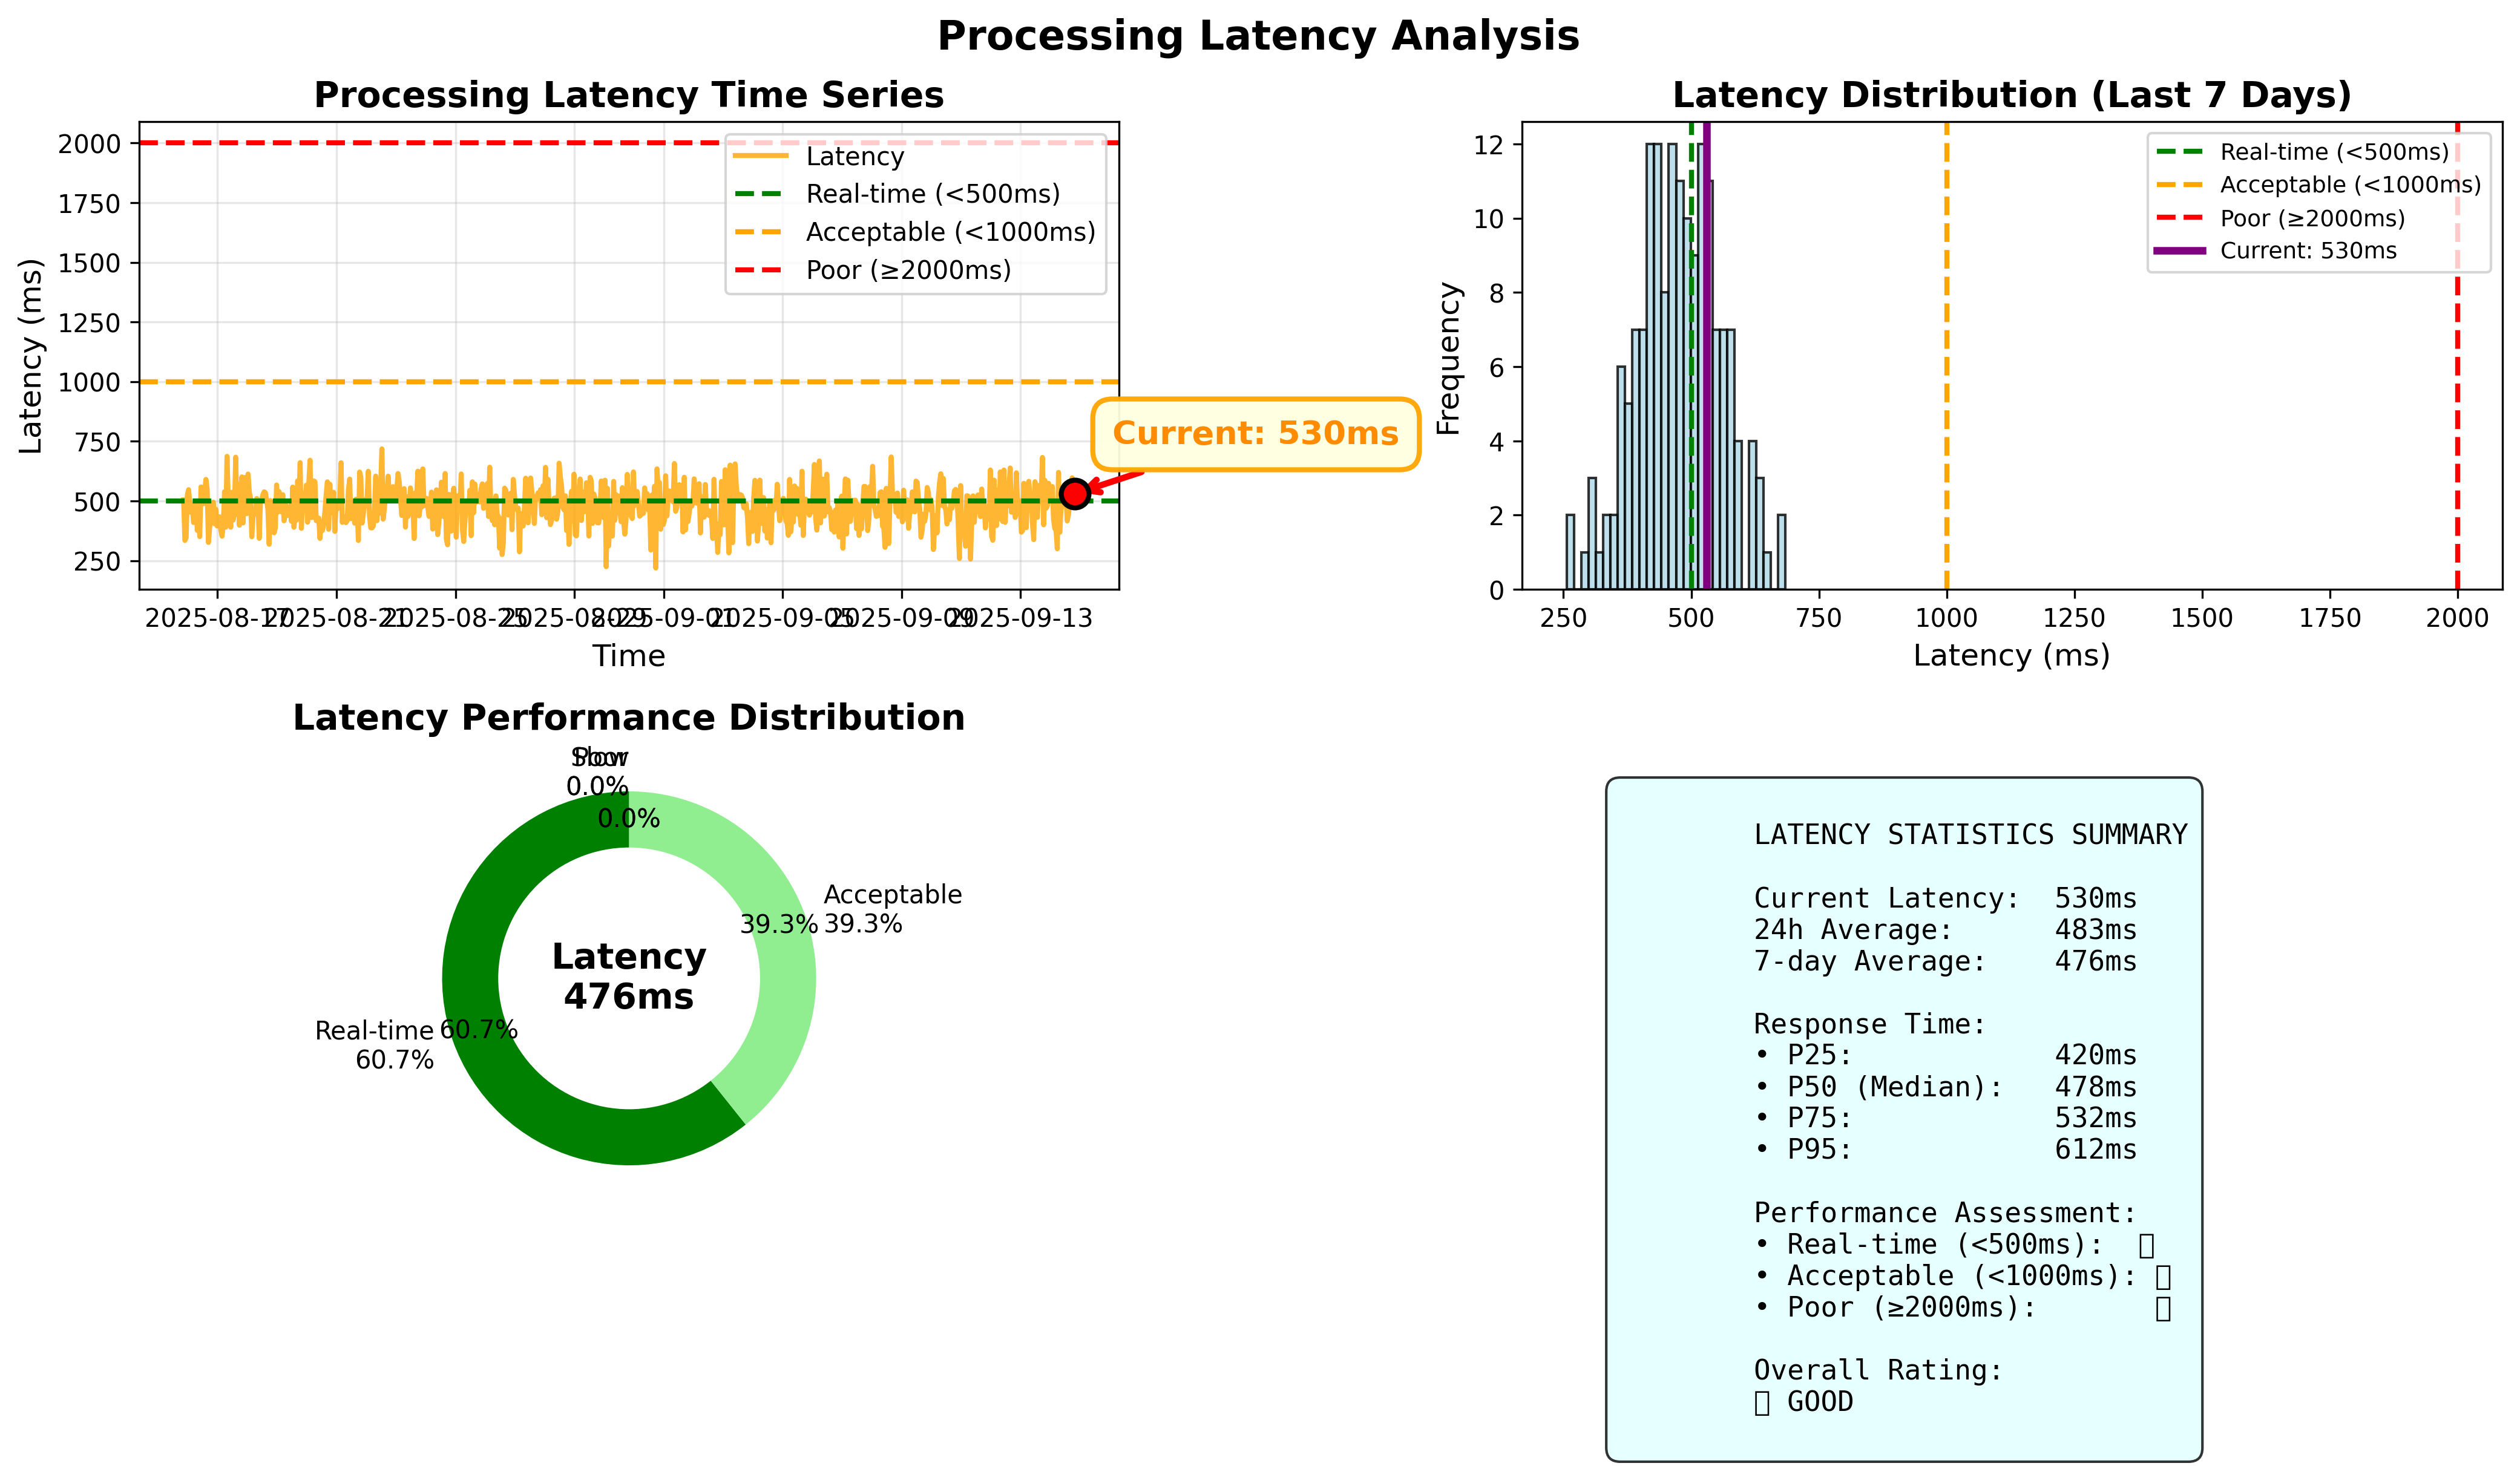 Processing Latency Analysis
Processing Latency Time Series
Latency (ms)
2000
1750
1500
1250
1000
750
500
250
Latency
Real-time (<500ms)
Acceptable (<1000ms)
Poor (≥2000ms)
Current: 530ms
2025-08-17
2025-08-21
2025-08-25
2025-08-29
2025-09-01
2025-09-05
2025-09-09
2025-09-13
Time
Latency Distribution (Last 7 Days)
Frequency
12
10
8
6
4
2
0
Real-time (<500ms)
Acceptable (<1000ms)
Poor (≥2000ms)
Current: 530ms
250
500
750
1000
1250
1500
1750
2000
Latency (ms)
Latency Performance Distribution
Slow
0.0%
Poor
0.0%
0.0%
0.0%
Acceptable
39.3%
39.3%
Real-time
60.7%
60.7%
Latency
476ms
LATENCY STATISTICS SUMMARY
Current Latency: 530ms
24h Average: 483ms
7-day Average: 476ms
Response Time:
• P25: 420ms
• P50 (Median): 478ms
• P75: 532ms
• P95: 612ms
Performance Assessment:
• Real-time (<500ms):
• Acceptable (<1000ms):
• Poor (≥2000ms):
Overall Rating:
GOOD